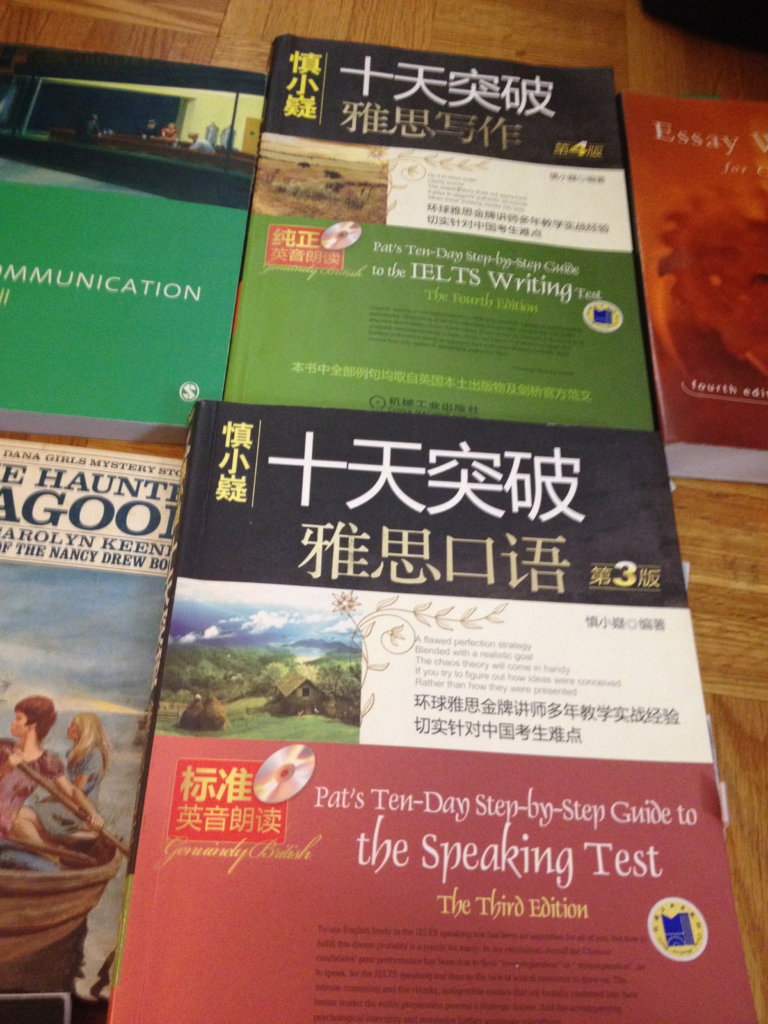 OMMUNICATION
慎小嶷
十天突破
雅思写作
第4版
慎小嶷◎编著
环球雅思金牌讲师多年教学实战经验
切实针对中国考生难点
纯正
英音朗读
Genuinely British
Pat's Ten-Day Step-by-Step Guide
to the IELTS Writing Test
The Fourth Edition
本书中全部例句均取自英国本土出版物及剑桥官方范文
机械工业出版社
Essay W
for C
fourth edi
DANA GIRLS MYSTERY STO
E HAUNT
AGOO
CAROLYN KEEN
OF THE NANCY DREW BO
慎小嶷
十天突破
雅思口语
第3版
慎小嶷◎编著
A flawed perfection strategy
Blended with a realistic goal
The chaos theory will come in handy
If you try to figure out how ideas were conceived
Rather than how they were presented
环球雅思金牌讲师多年教学实战经验
切实针对中国考生难点
标准
英音朗读
Genuinely British
Pat's Ten-Day Step-by-Step Guide to
the Speaking Test
The Third Edition